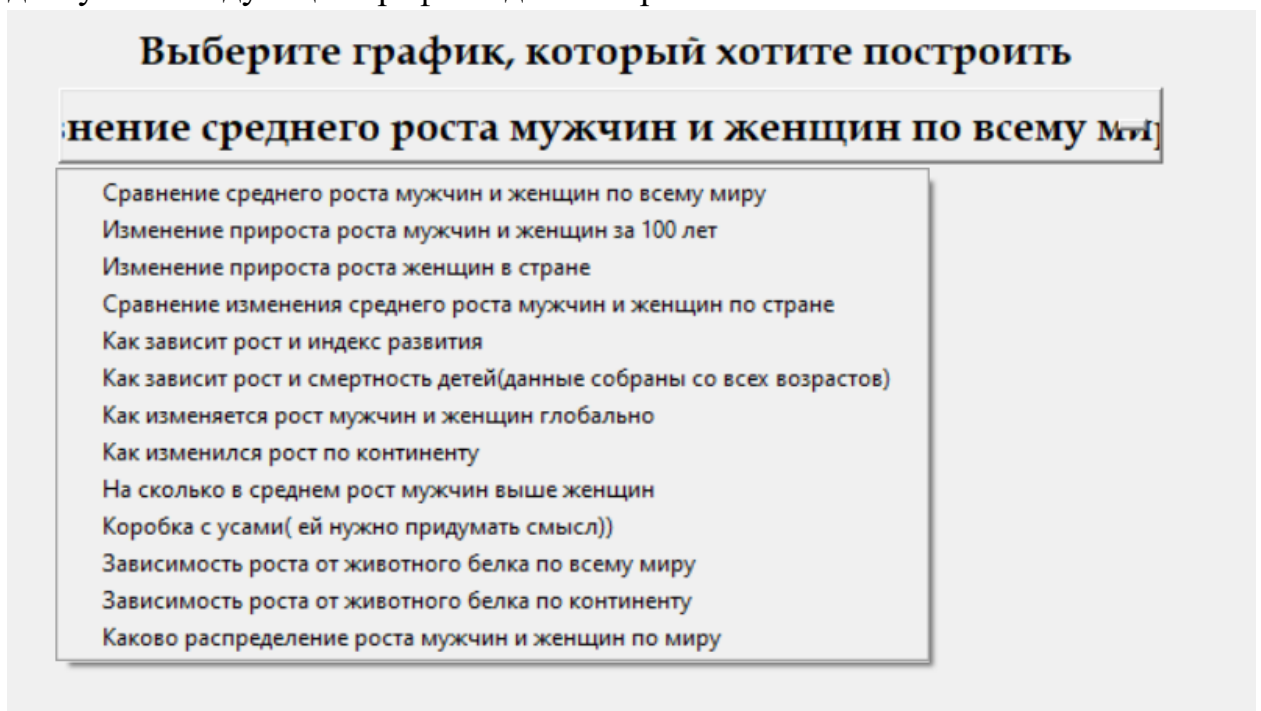 Выберите график, который хотите построить
нение среднего роста мужчин и женщин по всему
Сравнение среднего роста мужчин и женщин по всему миру
Изменение прироста роста мужчин и женщин за 100 лет
Изменение прироста роста женщин в стране
Сравнение изменения среднего роста мужчин и женщин по стране
Как зависит рост и индекс развития
Как зависит рост и смертность детей(данные собраны со всех возрастов)
Как изменяется рост мужчин и женщин глобально
Как изменился рост по континенту
На сколько в среднем рост мужчин выше женщин
Коробка с усами( ей нужно придумать смысл))
Зависимость роста от животного белка по всему миру
Зависимость роста от животного белка по континенту
Каково распределение роста мужчин и женщин по миру